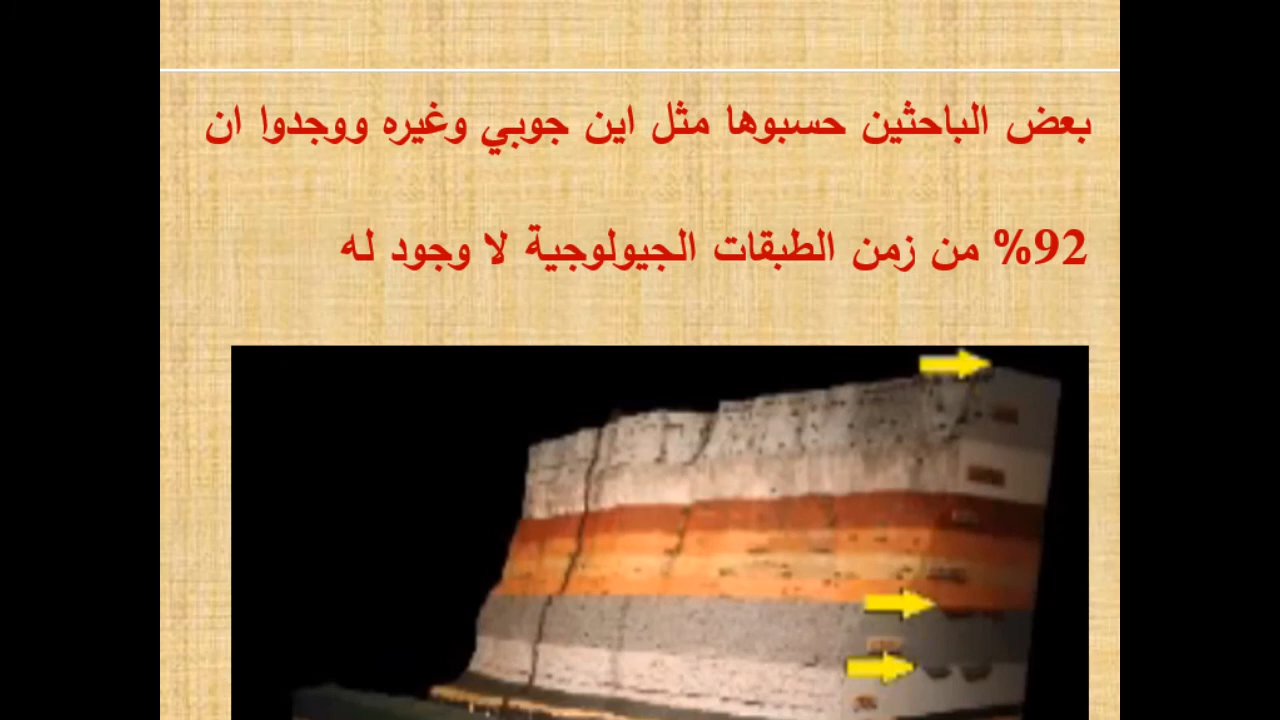 بعض الباحثين حسبوها مثل اين جوبي وغيره ووجدوا ان
92% من زمن الطبقات الجيولوجية لا وجود له